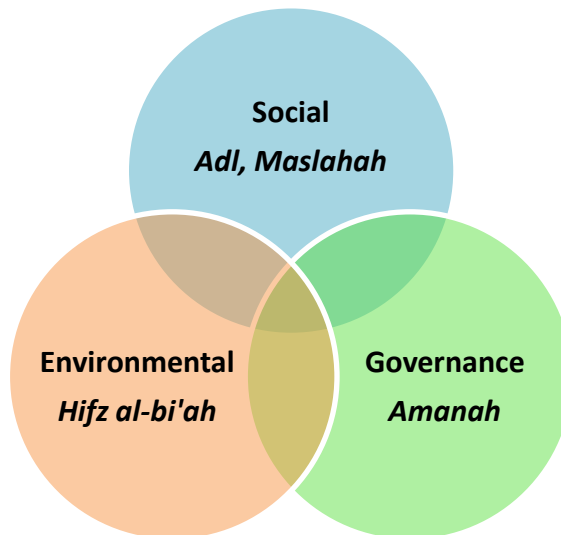 Social
Adl, Maslahah
Environmental
Hifz al-bi'ah
Governance
Amanah